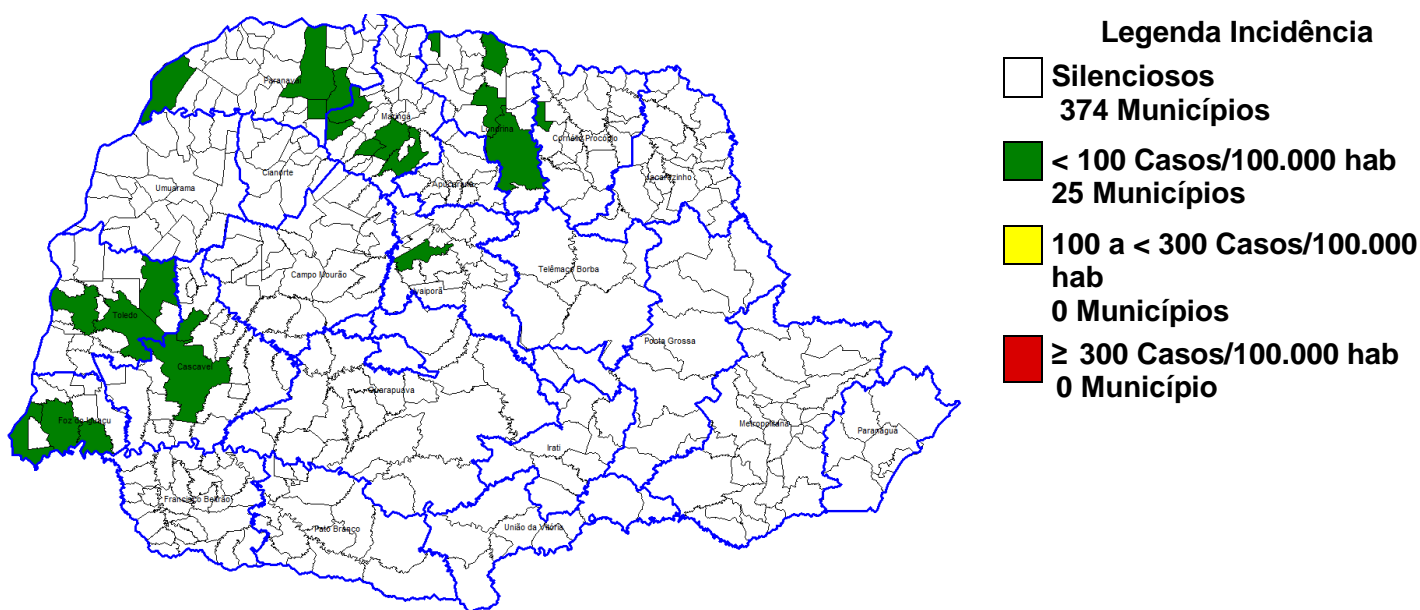 Legenda Incidência
Silenciosos
374 Municípios
< 100 Casos/100.000 hab
25 Municípios
100 a < 300 Casos/100.000
hab
0 Municípios
≥ 300 Casos/100.000 hab
0 Município
Paranavaí
Maringá
Londrina
Cornélio Procópio
Jacarezinho
Cianorte
Umuarama
Apucarana
Campo Mourão
Telêmaco Borba
Ivaiporã
Toledo
Ponta Grossa
Cascavel
Guarapuava
Foz do Iguaçu
Metropolitana
Paranaguá
Irati
Francisco Beltrão
Pato Branco
União da Vitória